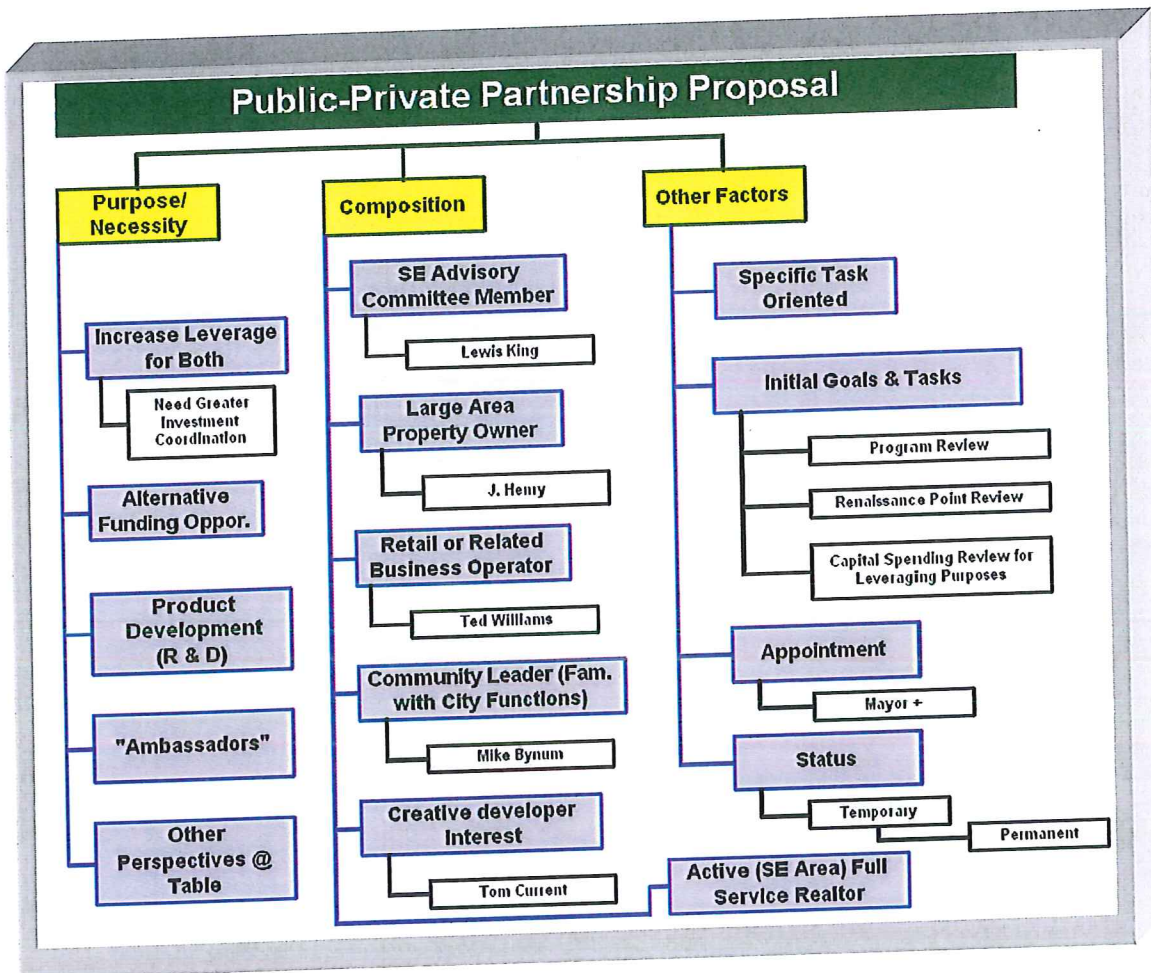 Public-Private Partnership Proposal
Purpose/
Necessity
Increase Leverage
for Both
Need Greater
Investment
Coordination
Alternative
Funding Oppor.
Product
Development
(R & D)
"Ambassadors"
Other
Perspectives @
Table
Composition
SE Advisory
Committee Member
Lewis King
Large Area
Property Owner
J. Henry
Retail or Related
Business Operator
Ted Williams
Community Leader (Fam.
with City Functions)
Mike Bynum
Creative developer
Interest
Tom Current
Active (SE Area) Full
Service Realtor
Other Factors
Specific Task
Oriented
Initial Goals & Tasks
Program Review
Renaissance Point Review
Capital Spending Review for
Leveraging Purposes
Appointment
Mayor +
Status
Temporary
Permanent